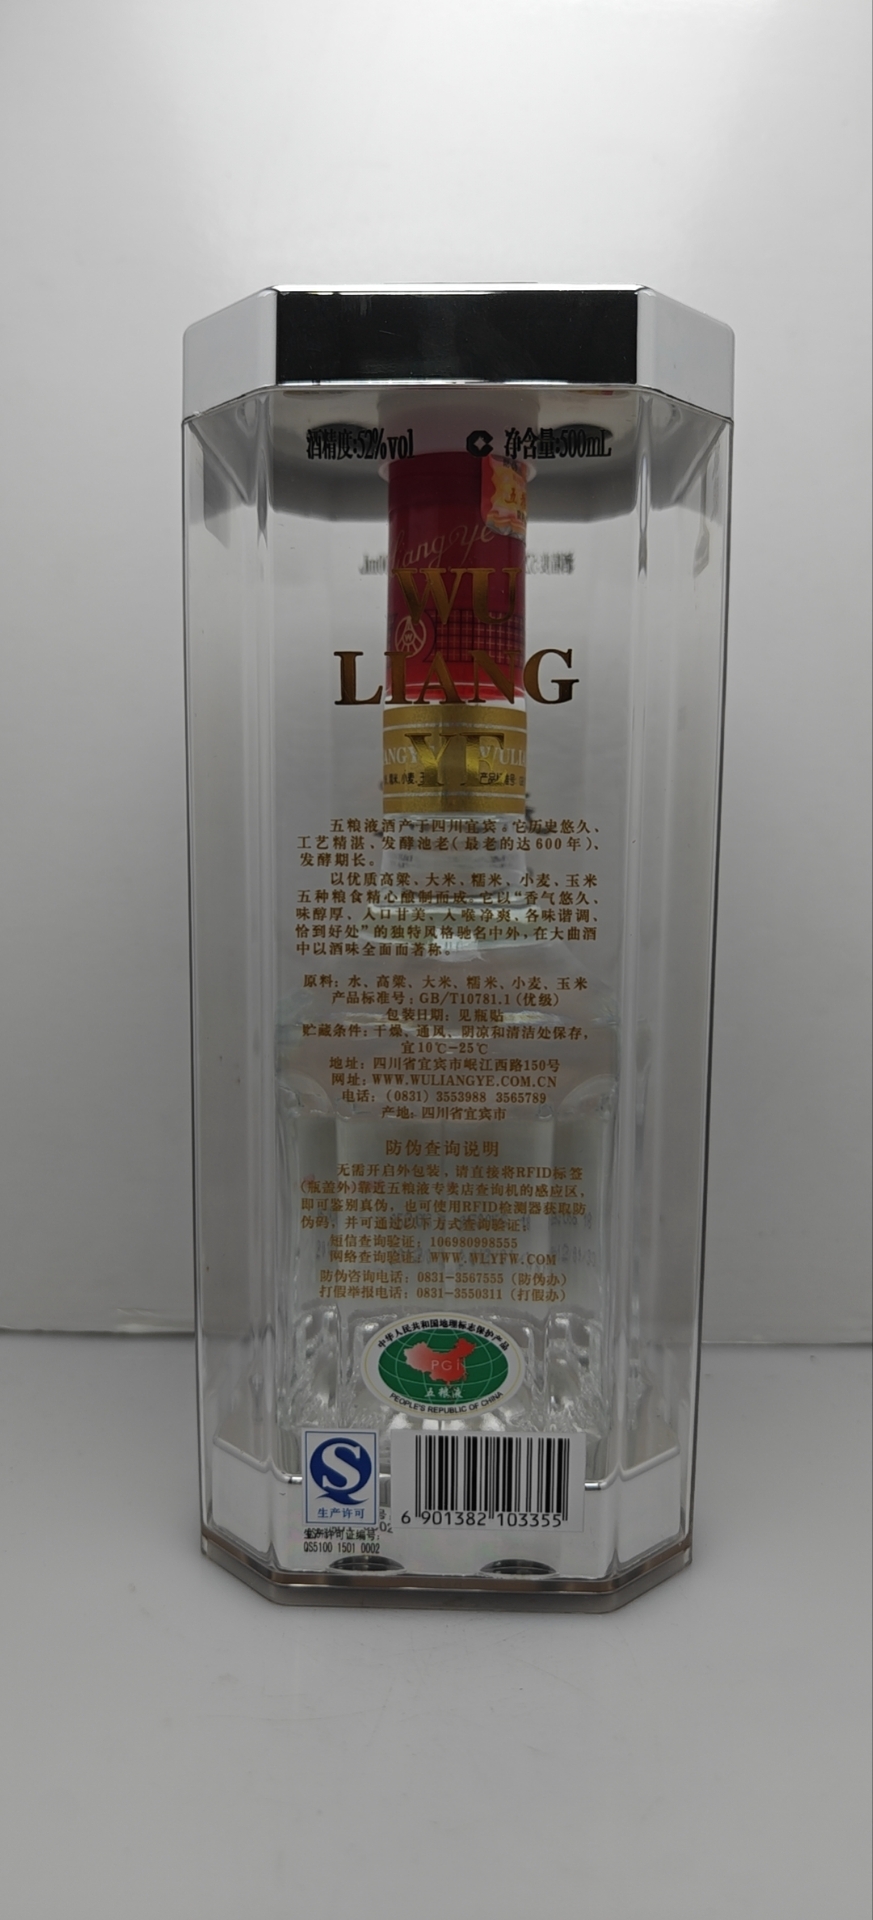 酒精度:52%vol 净含量:500mL
WU
LIANG
YE
五粮液酒产于四川宜宾。它历史悠久、
工艺精湛、发酵池老(最老的达600年)、
发酵期长。
以优质高粱、大米、糯米、小麦、玉米
五种粮食精心酿制而成。它以“香气悠久、
味醇厚、入口甘美、入喉净爽、各味谐调、
恰到好处”的独特风格驰名中外,在大曲酒
中以酒味全面而著称。
原料: 水、高粱、大米、糯米、小麦、玉米
产品标准号: GB/T10781.1(优级)
包装日期: 见瓶贴
贮藏条件: 干燥、通风、阴凉和清洁处保存,
宜10℃-25℃
地址: 四川省宜宾市岷江西路150号
网址: WWW.WULIANGYE.COM.CN
电话: (0831) 3553988 3565789
产地: 四川省宜宾市
防伪查询说明
无需开启外包装,请直接将RFID标签
(瓶盖外)靠近五粮液专卖店查询机的感应区,
即可鉴别真伪,也可使用RFID检测器获取防
伪码,并可通过以下方式查询验证:
短信查询验证: 106980998555
网络查询验证: WWW.WLYFW.COM
防伪咨询电话: 0831-3567555 (防伪办)
打假举报电话: 0831-3550311 (打假办)
中华人民共和国地理标志保护产品
PGI
五粮液
PEOPLE'S REPUBLIC OF CHINA
生产许可
生产许可证编号:
QS5100 1501 0002
6 901382 103355